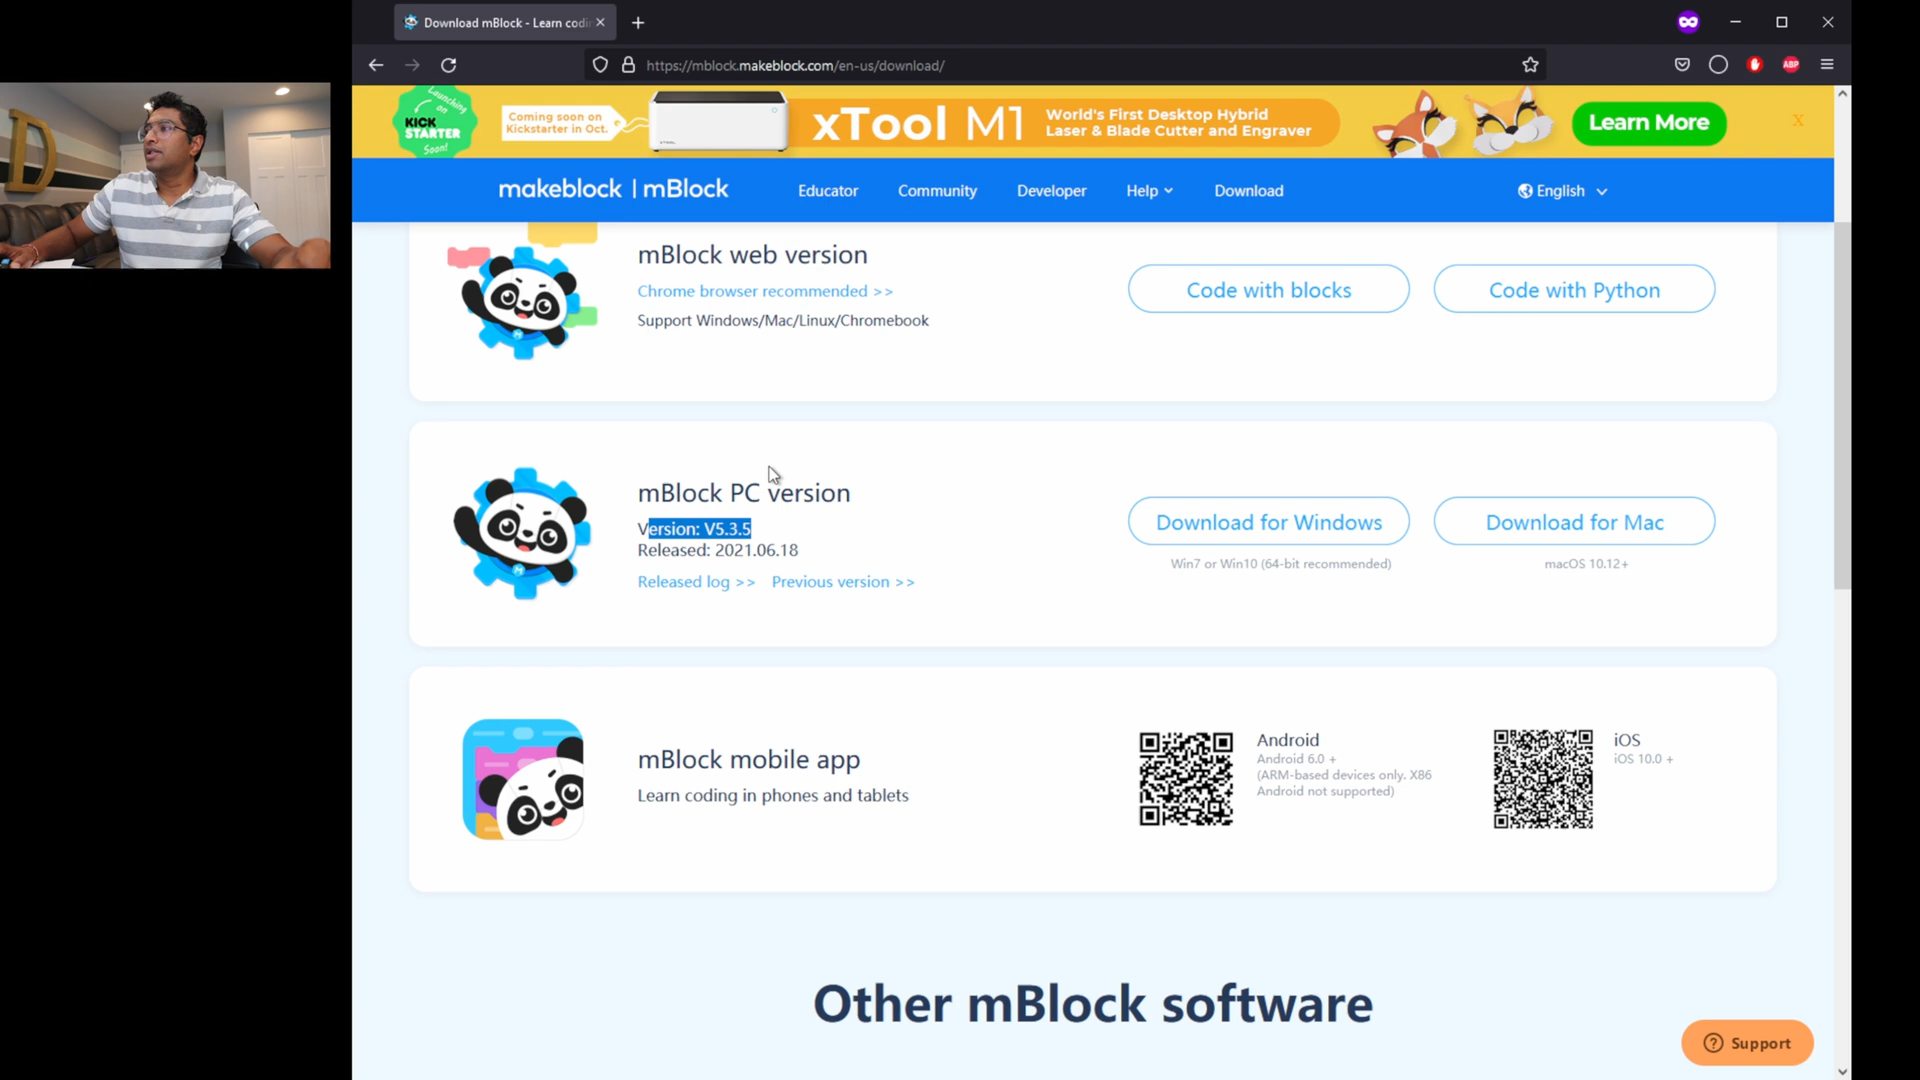 Download mBlock - Learn codi
https://mblock.makeblock.com/en-us/download/
ABP
Launching on
KICK
STARTER
Soon!
Coming soon on
Kickstarter in Oct.
xTool M1
World's First Desktop Hybrid
Laser & Blade Cutter and Engraver
Learn More
X
makeblock | mBlock
Educator
Community
Developer
Help
Download
English
mBlock web version
Chrome browser recommended >>
Support Windows/Mac/Linux/Chromebook
Code with blocks
Code with Python
mBlock PC version
Version: V5.3.5
Released: 2021.06.18
Released log >> Previous version >>
Download for Windows
Win7 or Win10 (64-bit recommended)
Download for Mac
macOS 10.12+
mBlock mobile app
Learn coding in phones and tablets
Android
Android 6.0 +
(ARM-based devices only. X86
Android not supported)
iOS
iOS 10.0 +
Other mBlock software
? Support
D